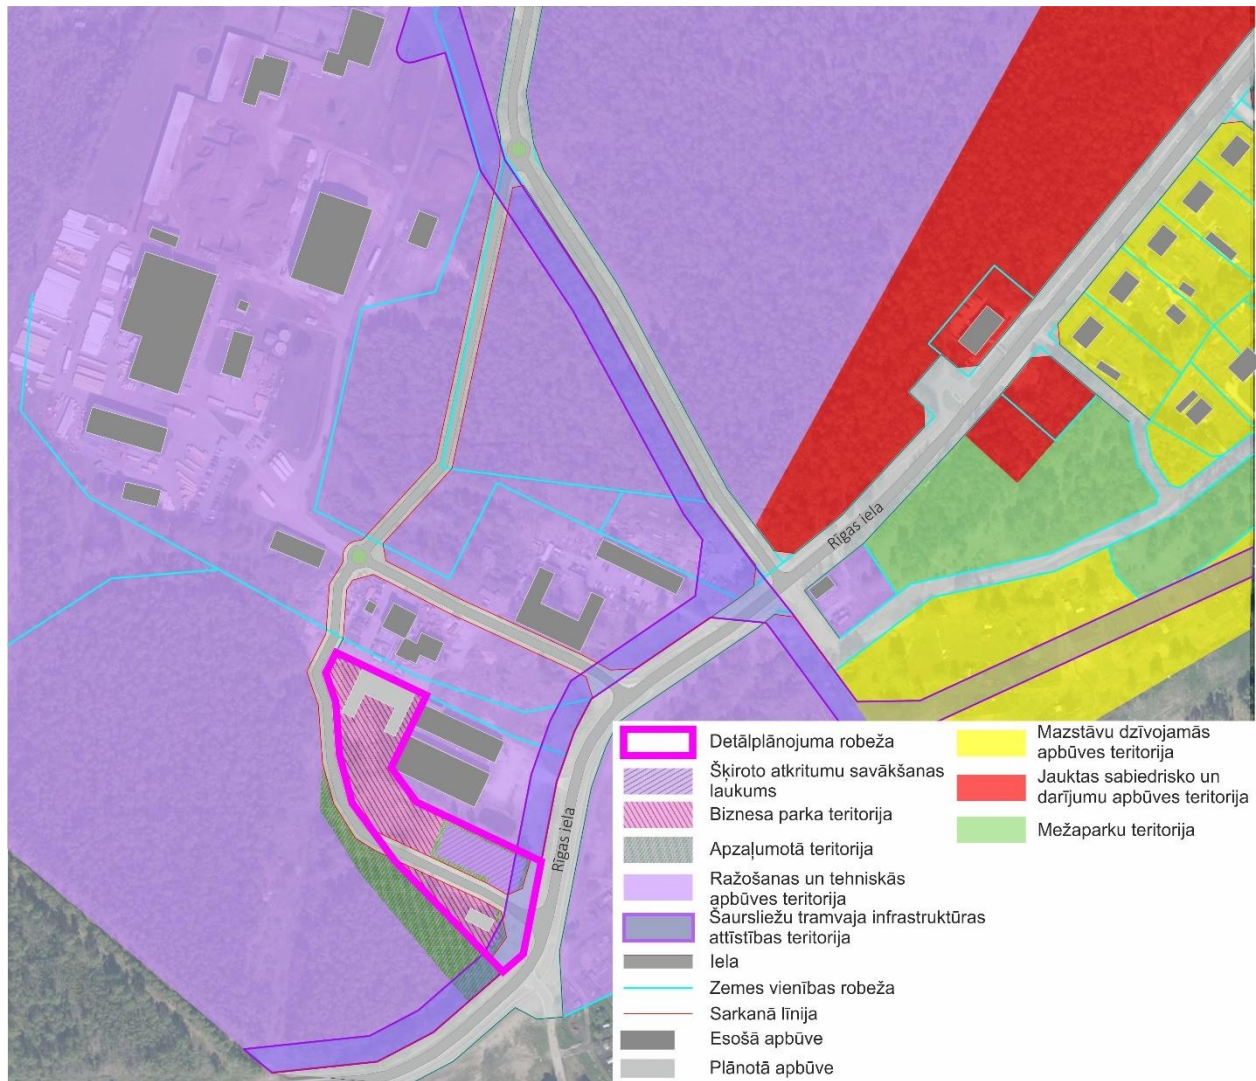 Rīgas iela
Rīgas iela
Detālplānojuma robeža
Šķiroto atkritumu savākšanas
laukums
Biznesa parka teritorija
Apzaļumotā teritorija
Ražošanas un tehniskās
apbūves teritorija
Šaursliežu tramvaja infrastruktūras
attīstības teritorija
Iela
Zemes vienības robeža
Sarkanā līnija
Esošā apbūve
Plānotā apbūve
Mazstāvu dzīvojamās
apbūves teritorija
Jauktas sabiedrisko un
darījumu apbūves teritorija
Mežaparku teritorija